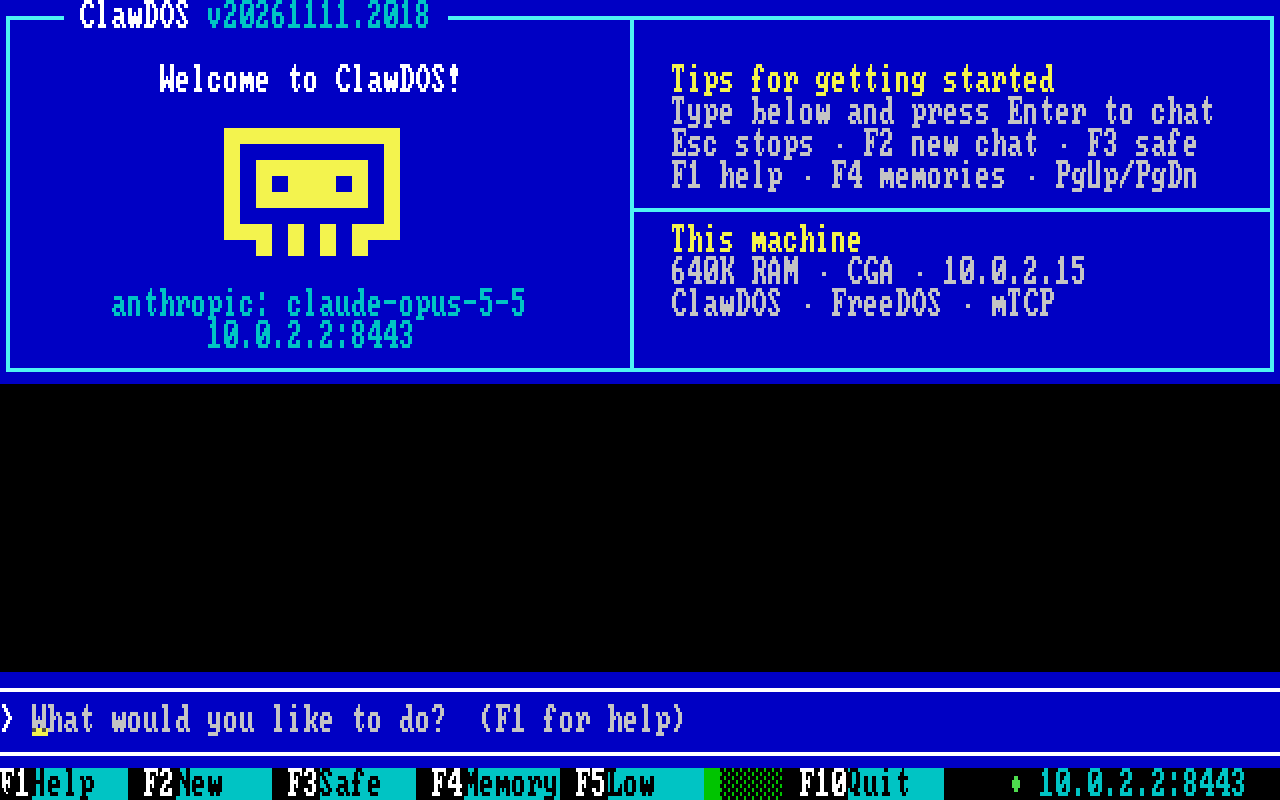 ClawDOS v20261111.2018
Welcome to ClawDOS!
anthropic: claude-opus-5-5
10.0.2.2:8443
Tips for getting started
Type below and press Enter to chat
Esc stops · F2 new chat · F3 safe
F1 help · F4 memories · PgUp/PgDn
This machine
640K RAM · CGA · 10.0.2.15
ClawDOS · FreeDOS · mTCP
> What would you like to do? (F1 for help)
F1Help F2New F3Safe F4Memory F5Low F10Quit 10.0.2.2:8443